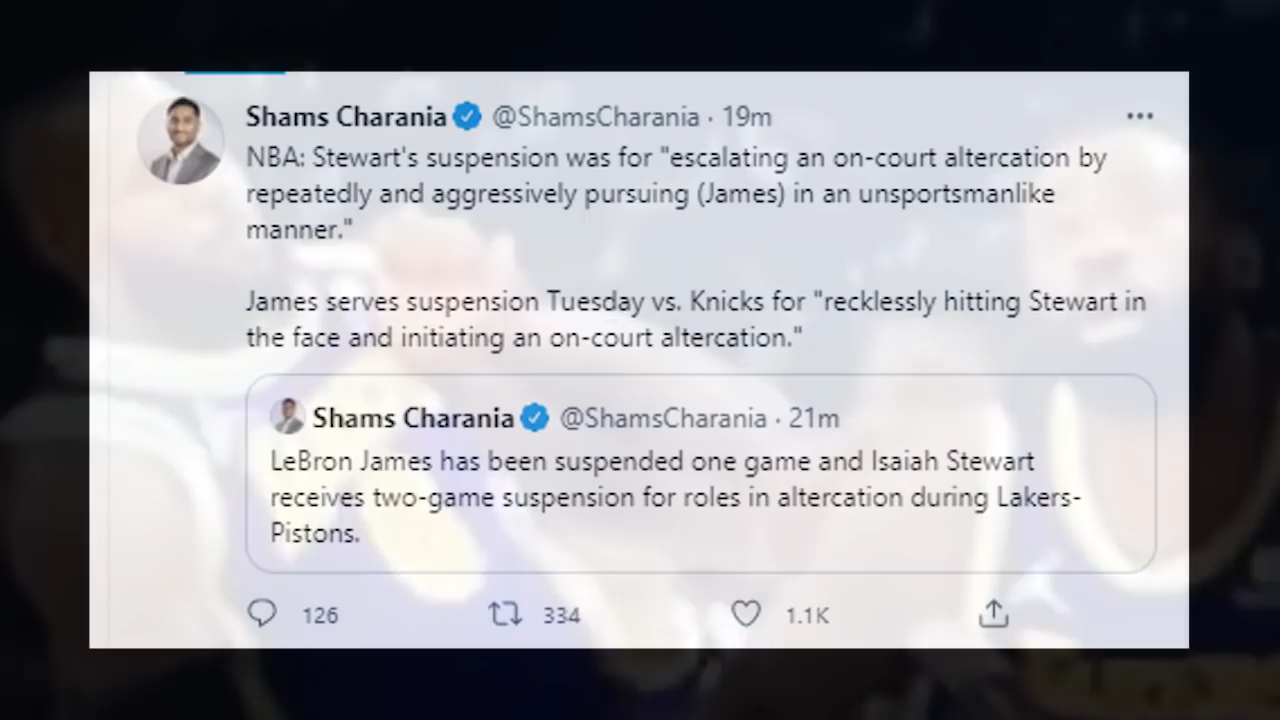 Shams Charania @ShamsCharania · 19m
NBA: Stewart's suspension was for "escalating an on-court altercation by
repeatedly and aggressively pursuing (James) in an unsportsmanlike
manner."
James serves suspension Tuesday vs. Knicks for "recklessly hitting Stewart in
the face and initiating an on-court altercation."
Shams Charania @ShamsCharania · 21m
LeBron James has been suspended one game and Isaiah Stewart
receives two-game suspension for roles in altercation during Lakers-
Pistons.
126 334 1.1K